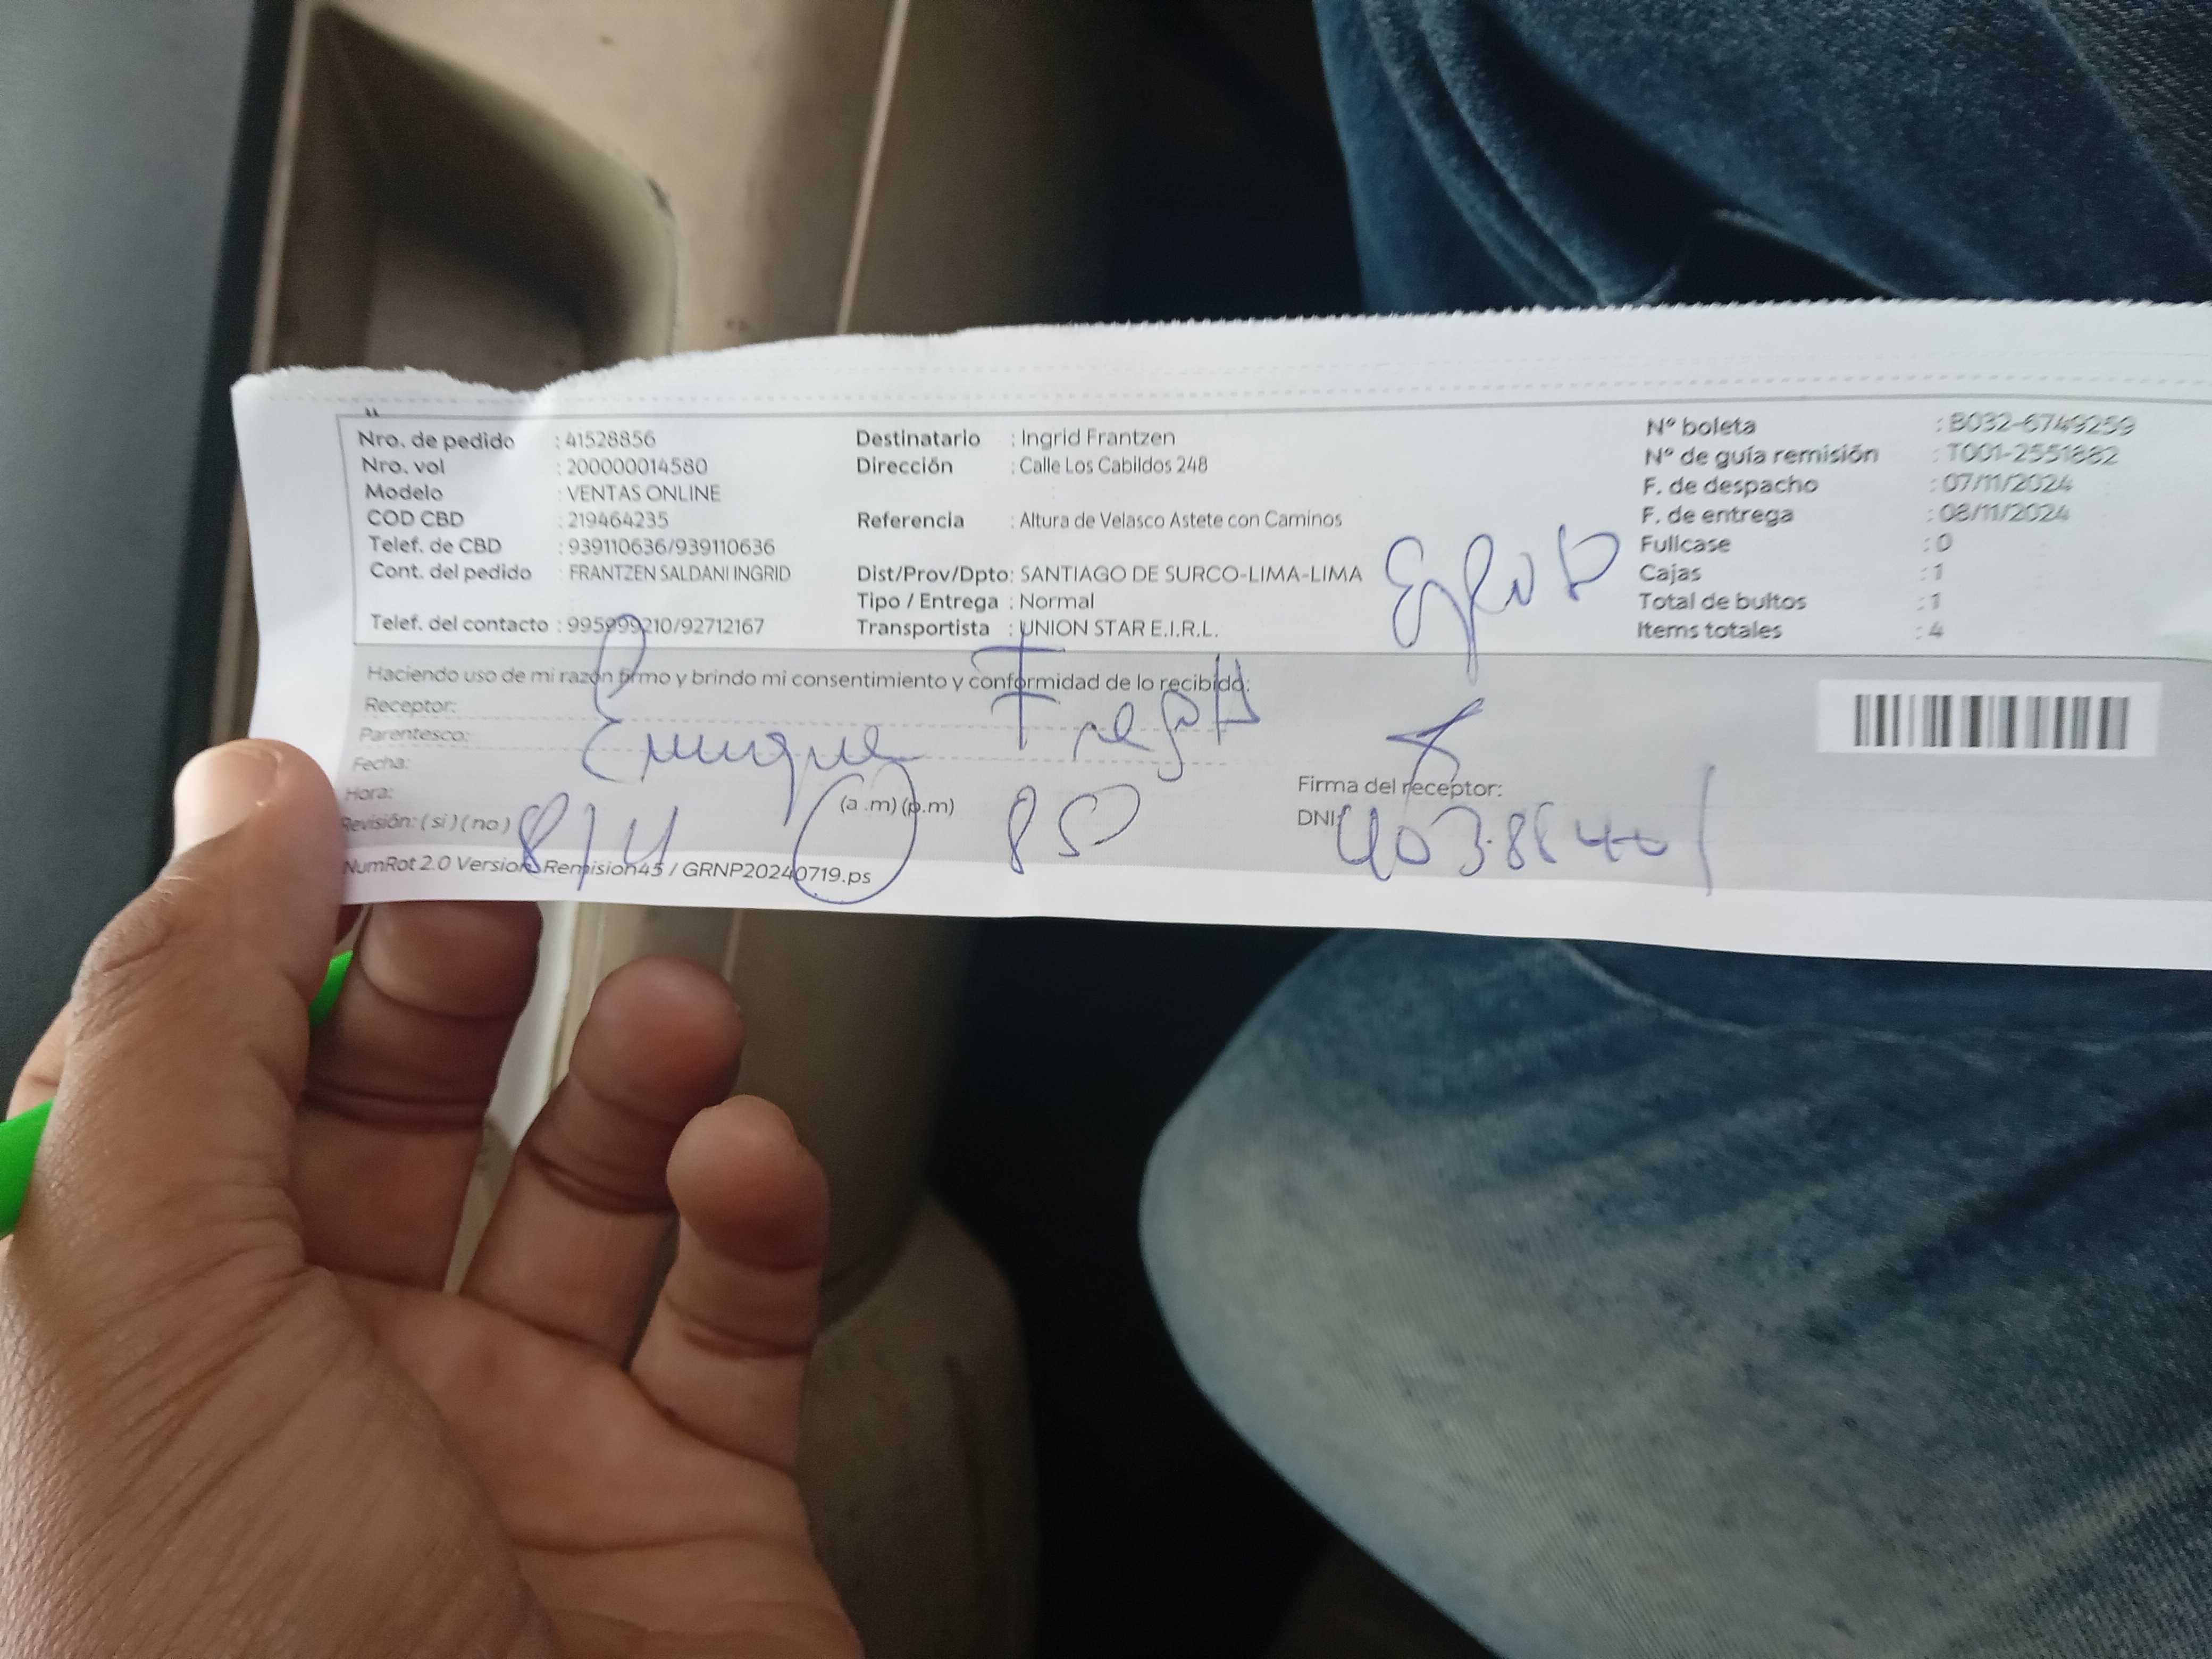 Nro. de pedido : 41528856
Nro. vol : 200000014580
Modelo : VENTAS ONLINE
COD CBD : 219464235
Telef. de CBD : 939110636/939110636
Cont. del pedido : FRANTZEN SALDANI INGRID
Telef. del contacto : 995999210/92712167
Destinatario : Ingrid Frantzen
Dirección : Calle Los Cabildos 248
Referencia : Altura de Velasco Astete con Caminos
Dist/Prov/Dpto: SANTIAGO DE SURCO-LIMA-LIMA
Tipo / Entrega : Normal
Transportista : UNION STAR E.I.R.L.
Nº boleta : B032-6749259
Nº de guía remisión : T001-2551882
F. de despacho : 07/11/2024
F. de entrega : 08/11/2024
Fullcase : 0
Cajas : 1
Total de bultos : 1
Items totales : 4
Haciendo uso de mi razón firmo y brindo mi consentimiento y conformidad de lo recibido:
Receptor:
Parentesco: Enrique
Fecha:
Hora: (a .m) (p.m) 850
Revisión: ( si ) ( no ) 8/11
Firma del receptor:
DNI: 40388401
NumRot 2.0 Version. Remision45 / GRNP20240719.ps